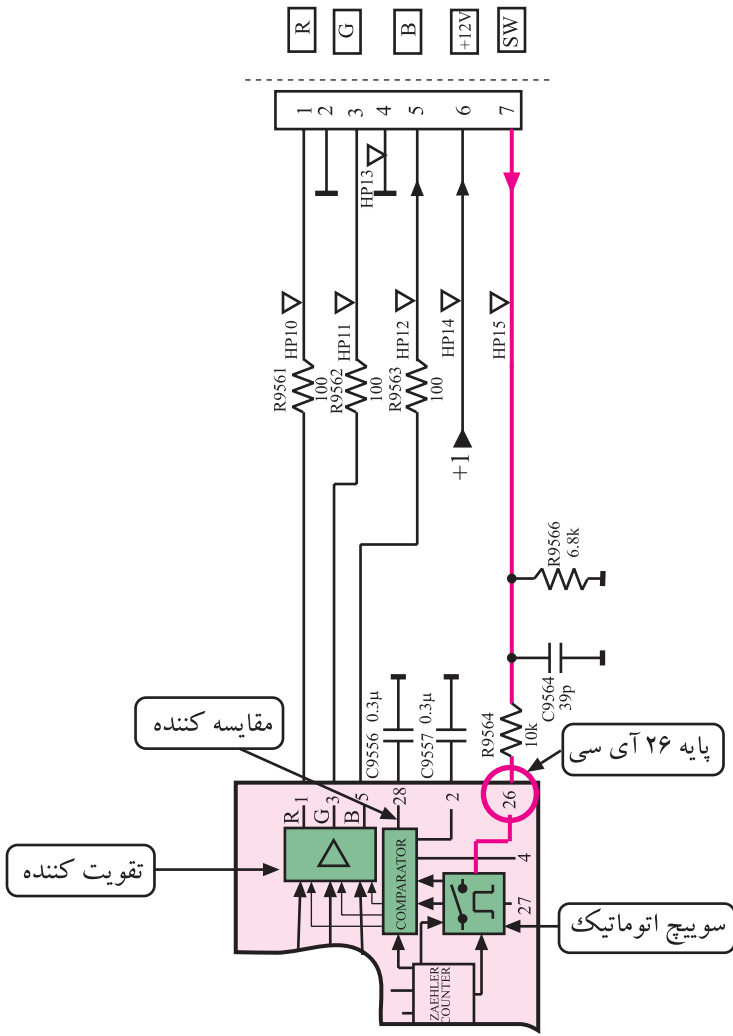 R
G
B
+12V
SW
1
2
3
4
5
6
7
HP13
R9561
100
HP10
R9562
100
HP11
R9563
100
HP12
HP14
+1
HP15
R9566
6.8k
C9564
39p
R9564
10k
C9556 0.3µ
C9557 0.3µ
مقایسه کننده
پایه ۲۶ آی سی
R
1
G
3
B
5
28
2
26
4
27
COMPARATOR
ZAEHLER
COUNTER
تقویت کننده
سوییچ اتوماتیک